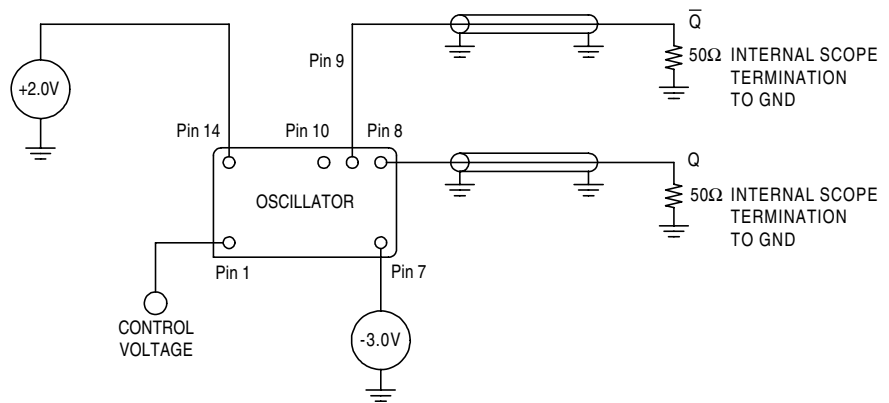 Q̅
50Ω INTERNAL SCOPE
TERMINATION
TO GND
Pin 9
+2.0V
Pin 14
Pin 10
Pin 8
Q
50Ω INTERNAL SCOPE
TERMINATION
TO GND
OSCILLATOR
Pin 1
Pin 7
CONTROL
VOLTAGE
-3.0V